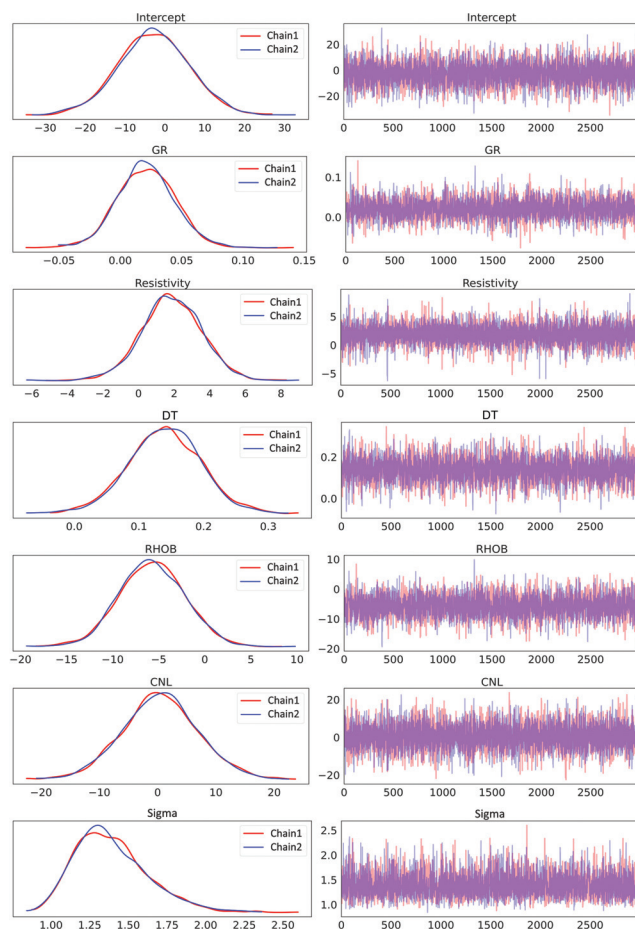 Intercept
Chain1
Chain2
−30 −20 −10 0 10 20 30
Intercept
20
0
−20
0 500 1000 1500 2000 2500
GR
Chain1
Chain2
−0.05 0.00 0.05 0.10 0.15
GR
0.1
0.0
0 500 1000 1500 2000 2500
Resistivity
Chain1
Chain2
−6 −4 −2 0 2 4 6 8
Resistivity
5
0
−5
0 500 1000 1500 2000 2500
DT
Chain1
Chain2
0.0 0.1 0.2 0.3
DT
0.2
0.0
0 500 1000 1500 2000 2500
RHOB
Chain1
Chain2
−20 −15 −10 −5 0 5 10
RHOB
10
0
−10
−20
0 500 1000 1500 2000 2500
CNL
Chain1
Chain2
−20 −10 0 10 20
CNL
20
0
−20
0 500 1000 1500 2000 2500
Sigma
Chain1
Chain2
1.00 1.25 1.50 1.75 2.00 2.25 2.50
Sigma
2.5
2.0
1.5
1.0
0 500 1000 1500 2000 2500